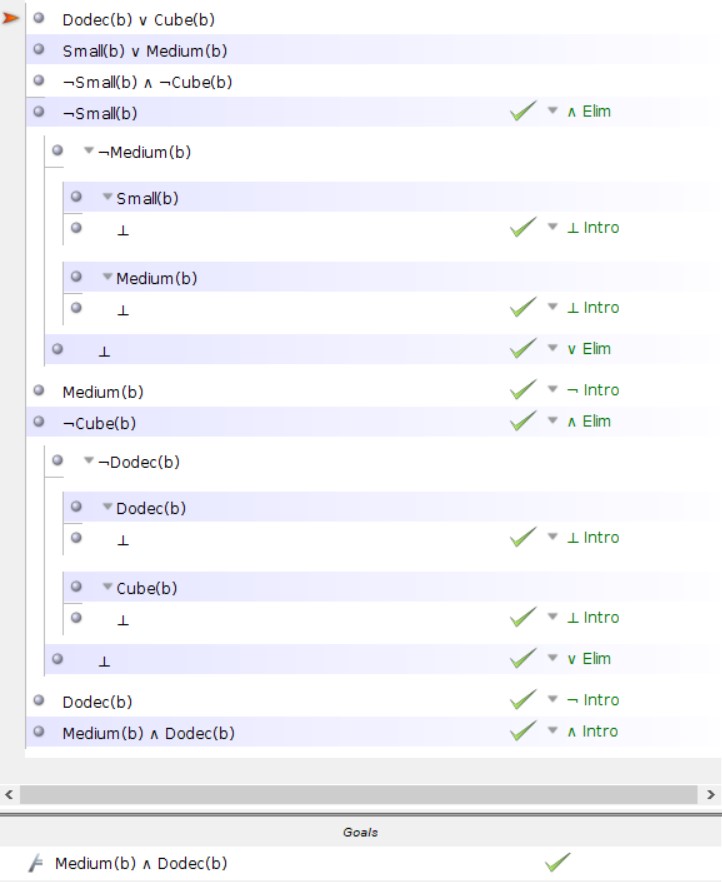 Dodec(b) ∨ Cube(b)
Small(b) ∨ Medium(b)
¬Small(b) ∧ ¬Cube(b)
¬Small(b) ∧ Elim
¬Medium(b)
Small(b)
⊥ ⊥ Intro
Medium(b)
⊥ ⊥ Intro
⊥ ∨ Elim
Medium(b) ¬ Intro
¬Cube(b) ∧ Elim
¬Dodec(b)
Dodec(b)
⊥ ⊥ Intro
Cube(b)
⊥ ⊥ Intro
⊥ ∨ Elim
Dodec(b) ¬ Intro
Medium(b) ∧ Dodec(b) ∧ Intro
Goals
Medium(b) ∧ Dodec(b)